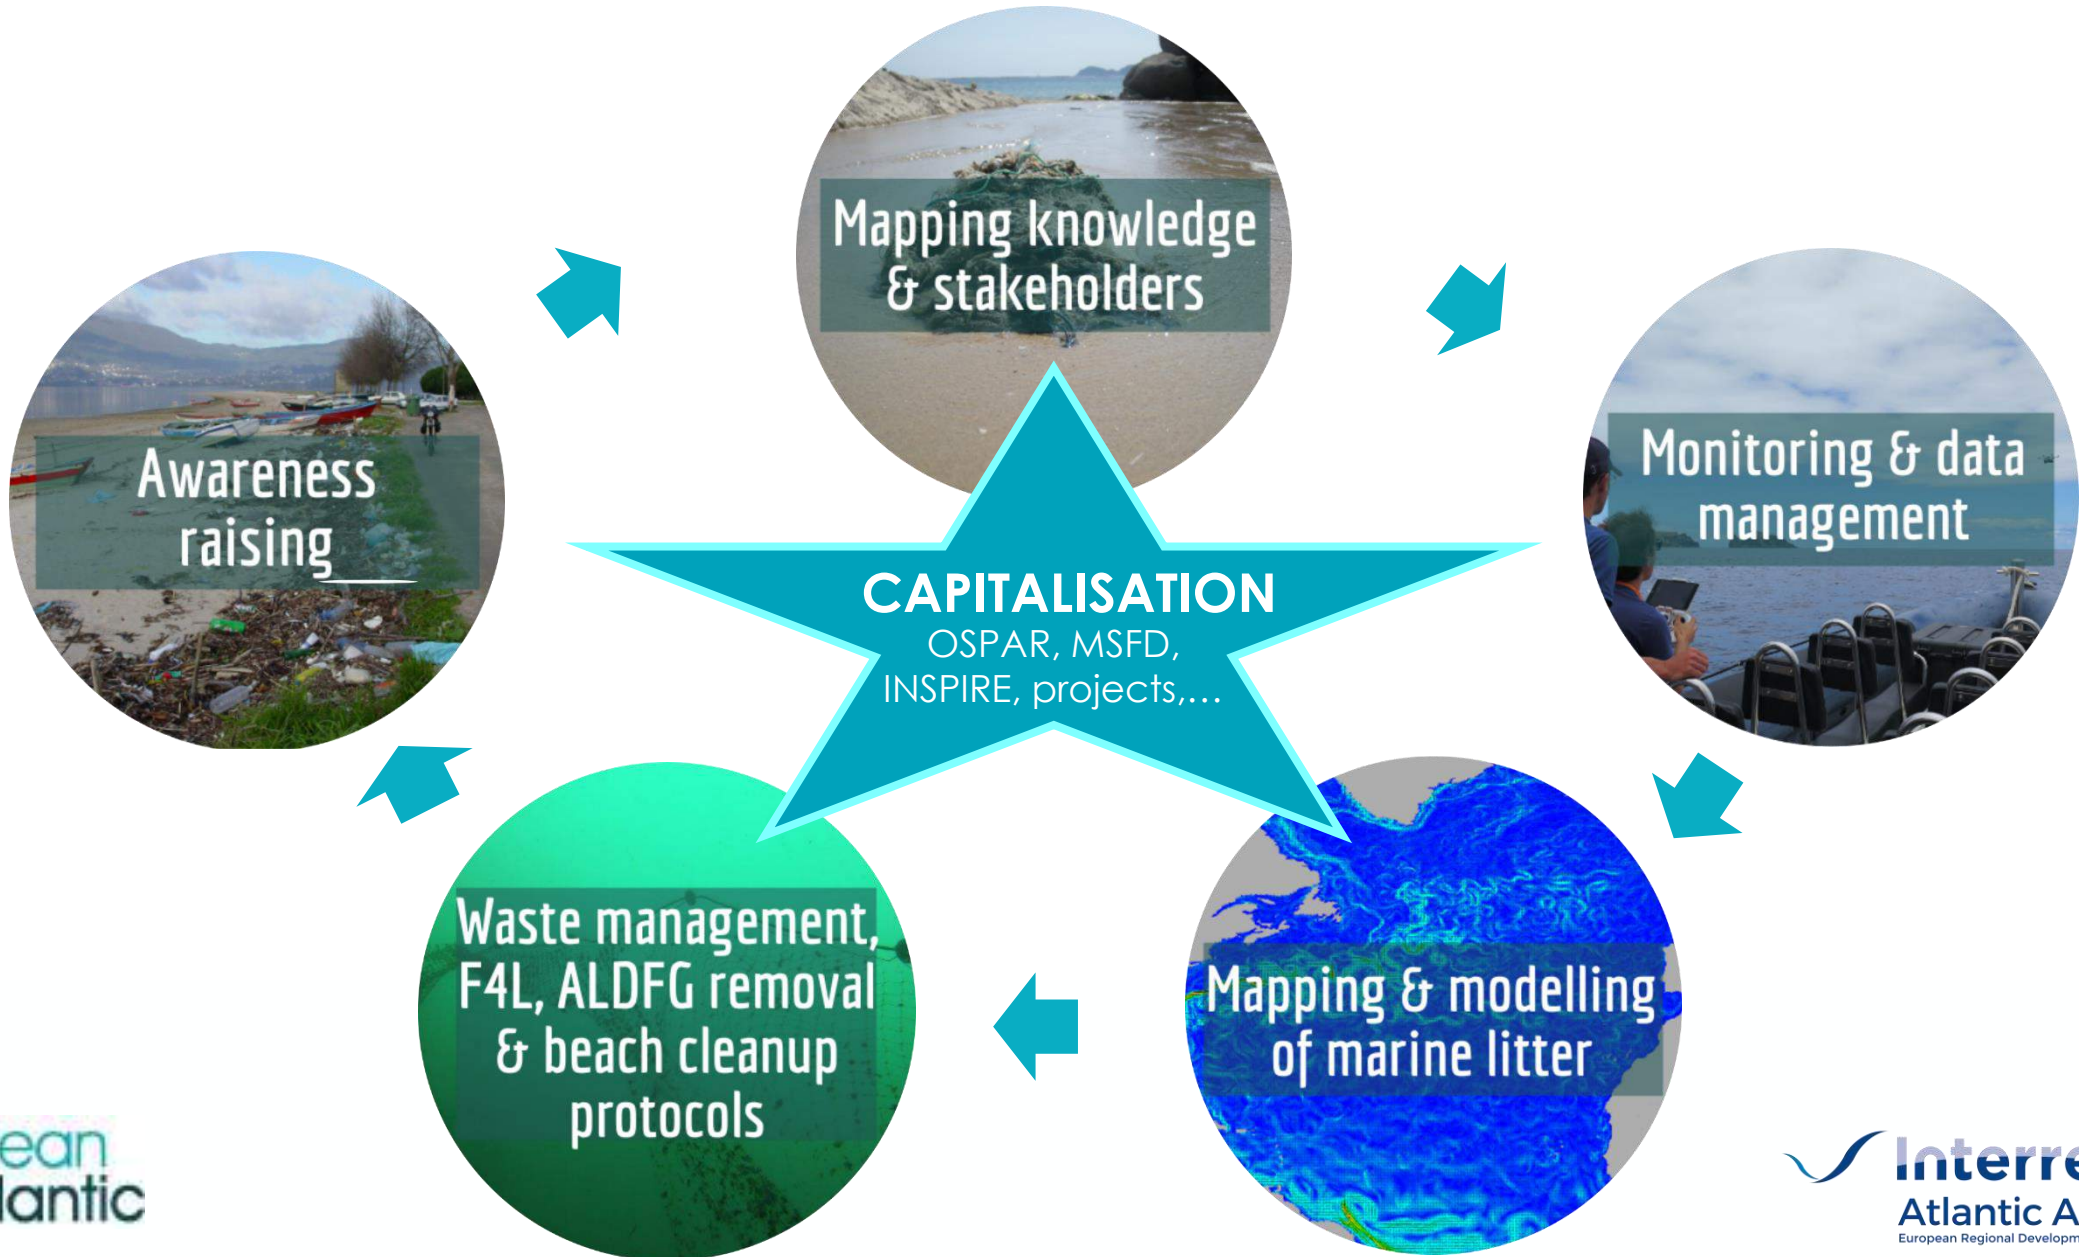 Mapping knowledge
& stakeholders
Awareness
raising
Monitoring & data
management
CAPITALISATION
OSPAR, MSFD,
INSPIRE, projects,...
Waste management,
F4L, ALDFG removal
& beach cleanup
protocols
Mapping & modelling
of marine litter
ean
lantic
Interre
Atlantic A
European Regional Developm